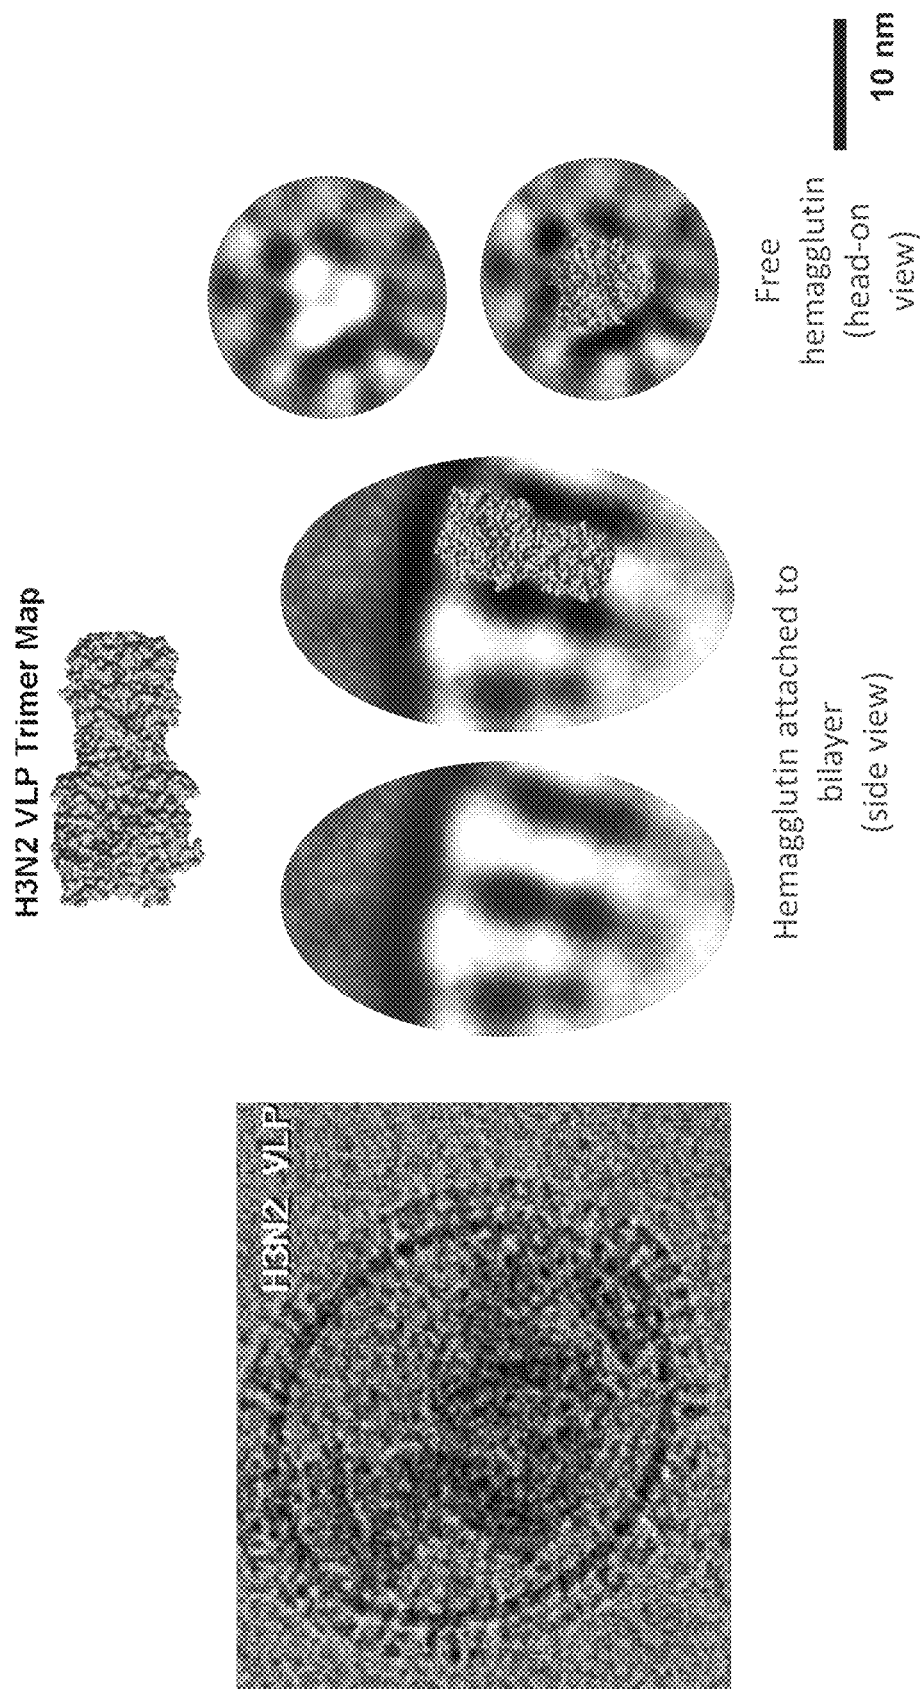 H3N2 VLP Trimer Map
H3N2 VLP
Hemagglutin attached to
bilayer
(side view)
Free
hemagglutin
(head-on
view)
10 nm